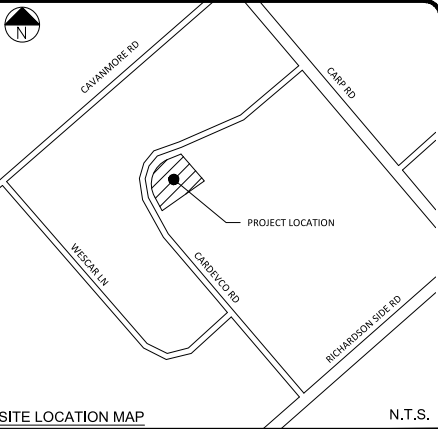 N
CAVANMORE RD
CARP RD
PROJECT LOCATION
WESCAR LN
CARDEVCO RD
RICHARDSON SIDE RD
SITE LOCATION MAP
N.T.S.